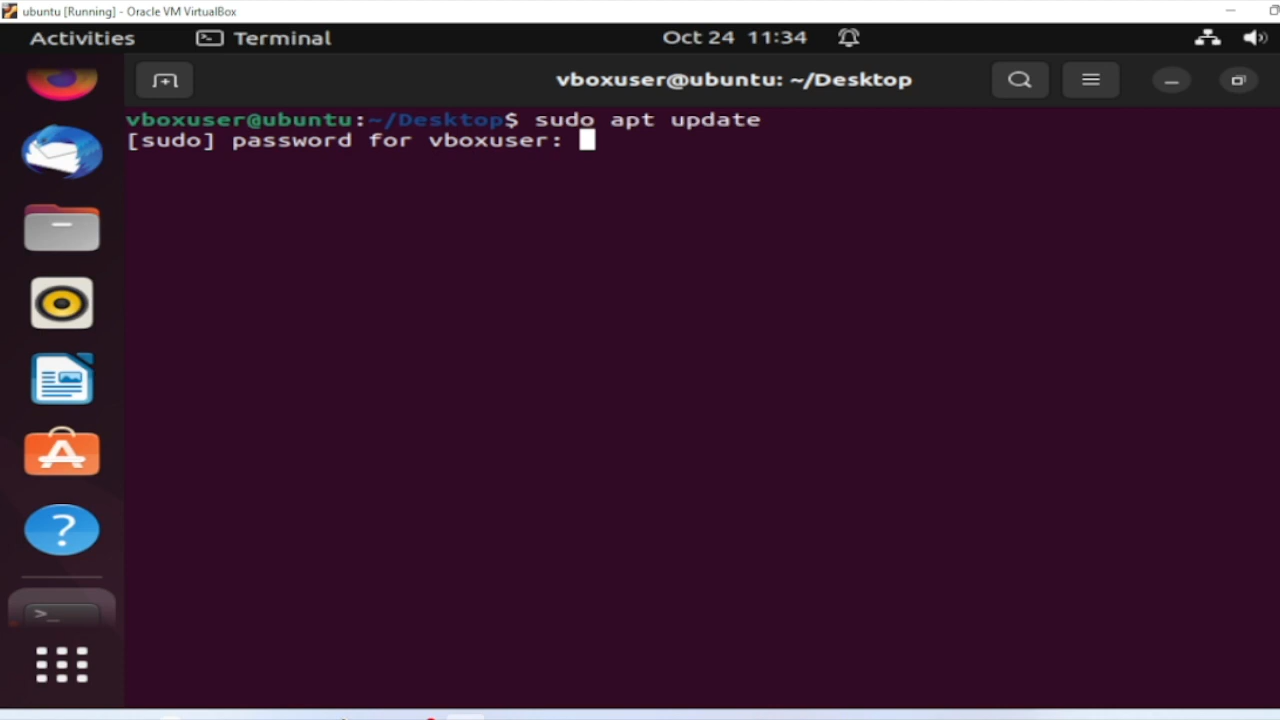 ubuntu [Running] - Oracle VM VirtualBox
Activities Terminal Oct 24 11:34
vboxuser@ubuntu: ~/Desktop
vboxuser@ubuntu:~/Desktop$ sudo apt update
[sudo] password for vboxuser: